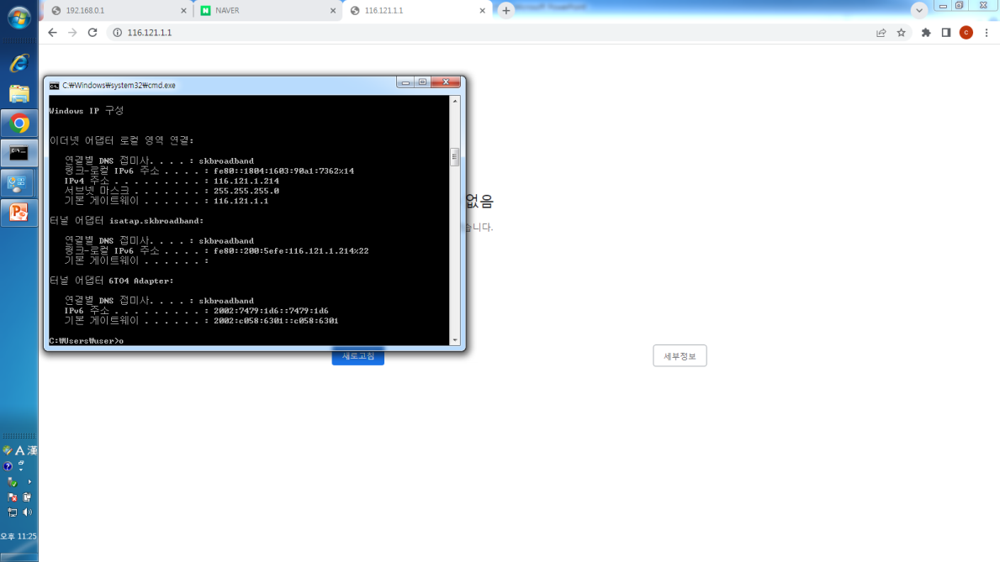 192.168.0.1
NAVER
116.121.1.1
Microsoft PowerPoint
116.121.1.1
C
C:₩Windows₩system32₩cmd.exe
Windows IP 구성
이더넷 어댑터 로컬 영역 연결:
연결별 DNS 접미사. . . . : skbroadband
링크-로컬 IPv6 주소 . . . . : fe80::1804:1603:90a1:7362%14
IPv4 주소 . . . . . . . . . : 116.121.1.214
서브넷 마스크 . . . . . . . : 255.255.255.0
기본 게이트웨이 . . . . . . : 116.121.1.1
터널 어댑터 isatap.skbroadband:
연결별 DNS 접미사. . . . : skbroadband
링크-로컬 IPv6 주소 . . . . : fe80::200:5efe:116.121.1.214%22
기본 게이트웨이 . . . . . . :
터널 어댑터 6TO4 Adapter:
연결별 DNS 접미사. . . . : skbroadband
IPv6 주소 . . . . . . . . . : 2002:7479:1d6::7479:1d6
기본 게이트웨이 . . . . . . : 2002:c058:6301::c058:6301
C:₩Users₩user>o
없음
습니다.
새로고침
세부정보
A 漢
오후 11:25